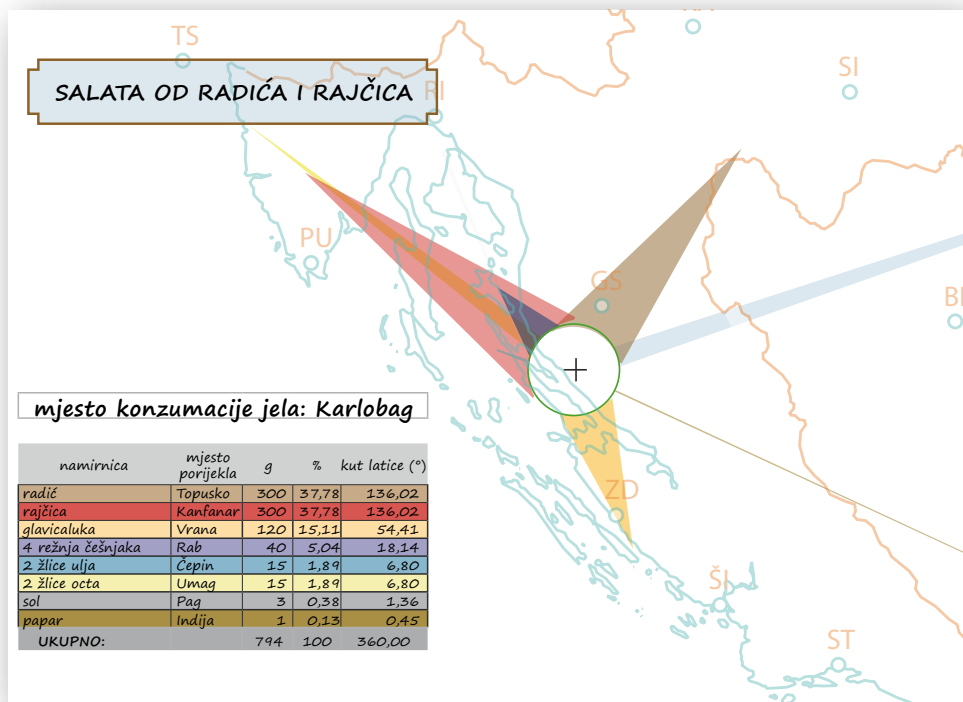 TS
SI
SALATA OD RADIĆA I RAJČICA
RI
PU
GS
mjesto konzumacije jela: Karlobag
namirnica mjesto porijekla g % kut latice (°)
radić Topusko 300 37,78 136,02
rajčica Kanfanar 300 37,78 136,02
glavicaluka Vrana 120 15,11 54,41
4 režnja češnjaka Rab 40 5,04 18,14
2 žlice ulja Čepin 15 1,89 6,80
2 žlice octa Umag 15 1,89 6,80
sol Pag 3 0,38 1,36
papar Indija 1 0,13 0,45
UKUPNO: 794 100 360,00
ZD
ŠI
ST